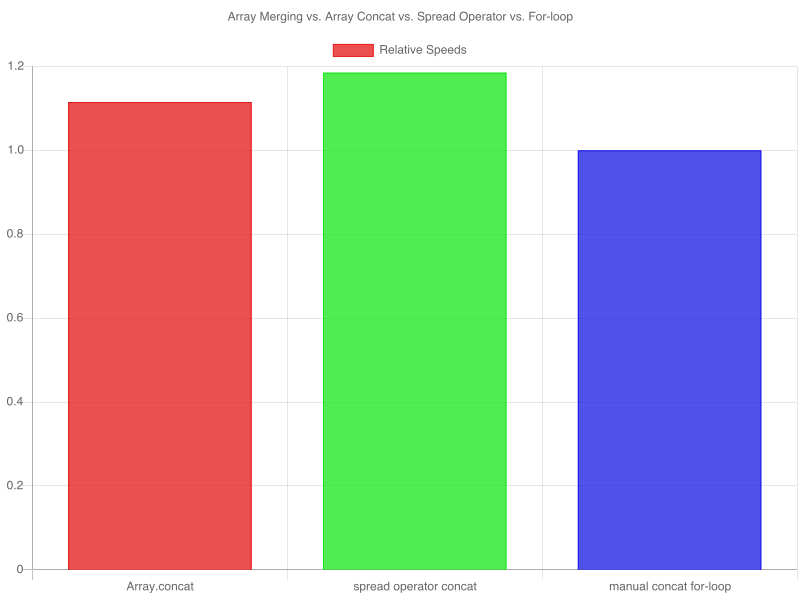 Array Merging vs. Array Concat vs. Spread Operator vs. For-loop
Relative Speeds
1.2
1.0
0.8
0.6
0.4
0.2
0
Array.concat
spread operator concat
manual concat for-loop